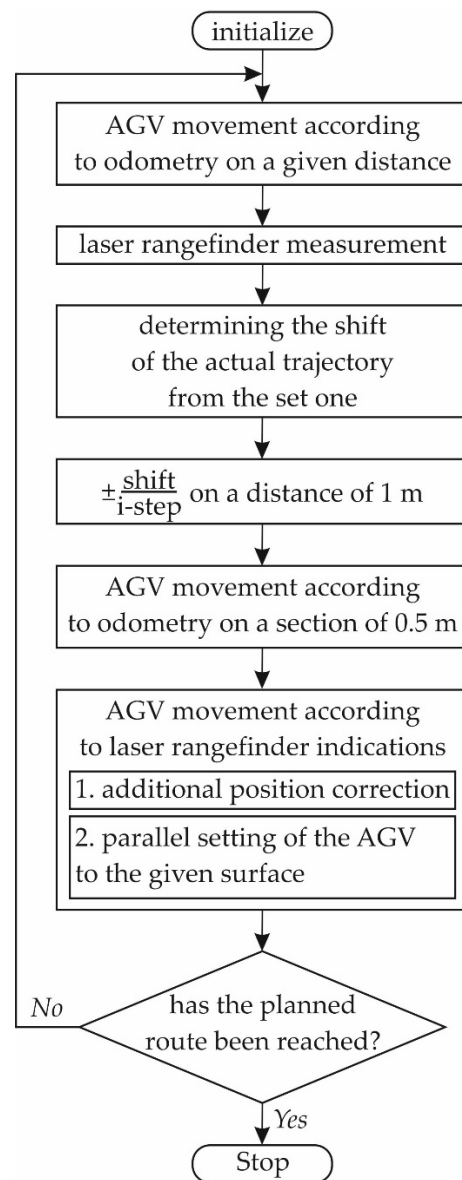 initialize
AGV movement according
to odometry on a given distance
laser rangefinder measurement
determining the shift
of the actual trajectory
from the set one
± shift/i-step on a distance of 1 m
AGV movement according
to odometry on a section of 0.5 m
AGV movement according
to laser rangefinder indications
1. additional position correction
2. parallel setting of the AGV
to the given surface
has the planned
route been reached?
No
Yes
Stop